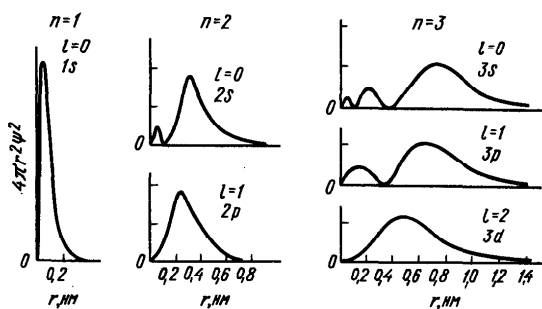 n=1
n=2
n=3
l=0
1s
4πr²ψ²
0
0,2
r,нм
l=0
2s
0
l=1
2p
0
0,2 0,4 0,6 0,8
r,нм
l=0
3s
0
l=1
3p
0
l=2
3d
0
0,2 0,4 0,6 0,8 1,0 1,2 1,4
r,нм